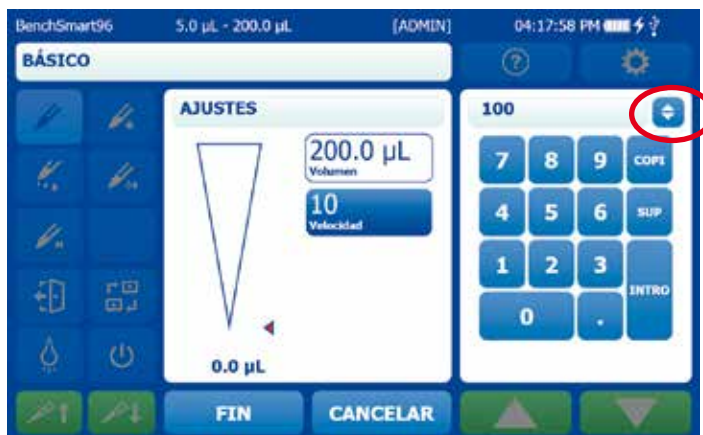 BenchSmart96 5.0 µL - 200.0 µL [ADMIN] 04:17:58 PM
BÁSICO
?
AJUSTES
200.0 µL
Volumen
10
Velocidad
0.0 µL
100
7 8 9 COPI
4 5 6 SUP
1 2 3 INTRO
0 .
FIN CANCELAR